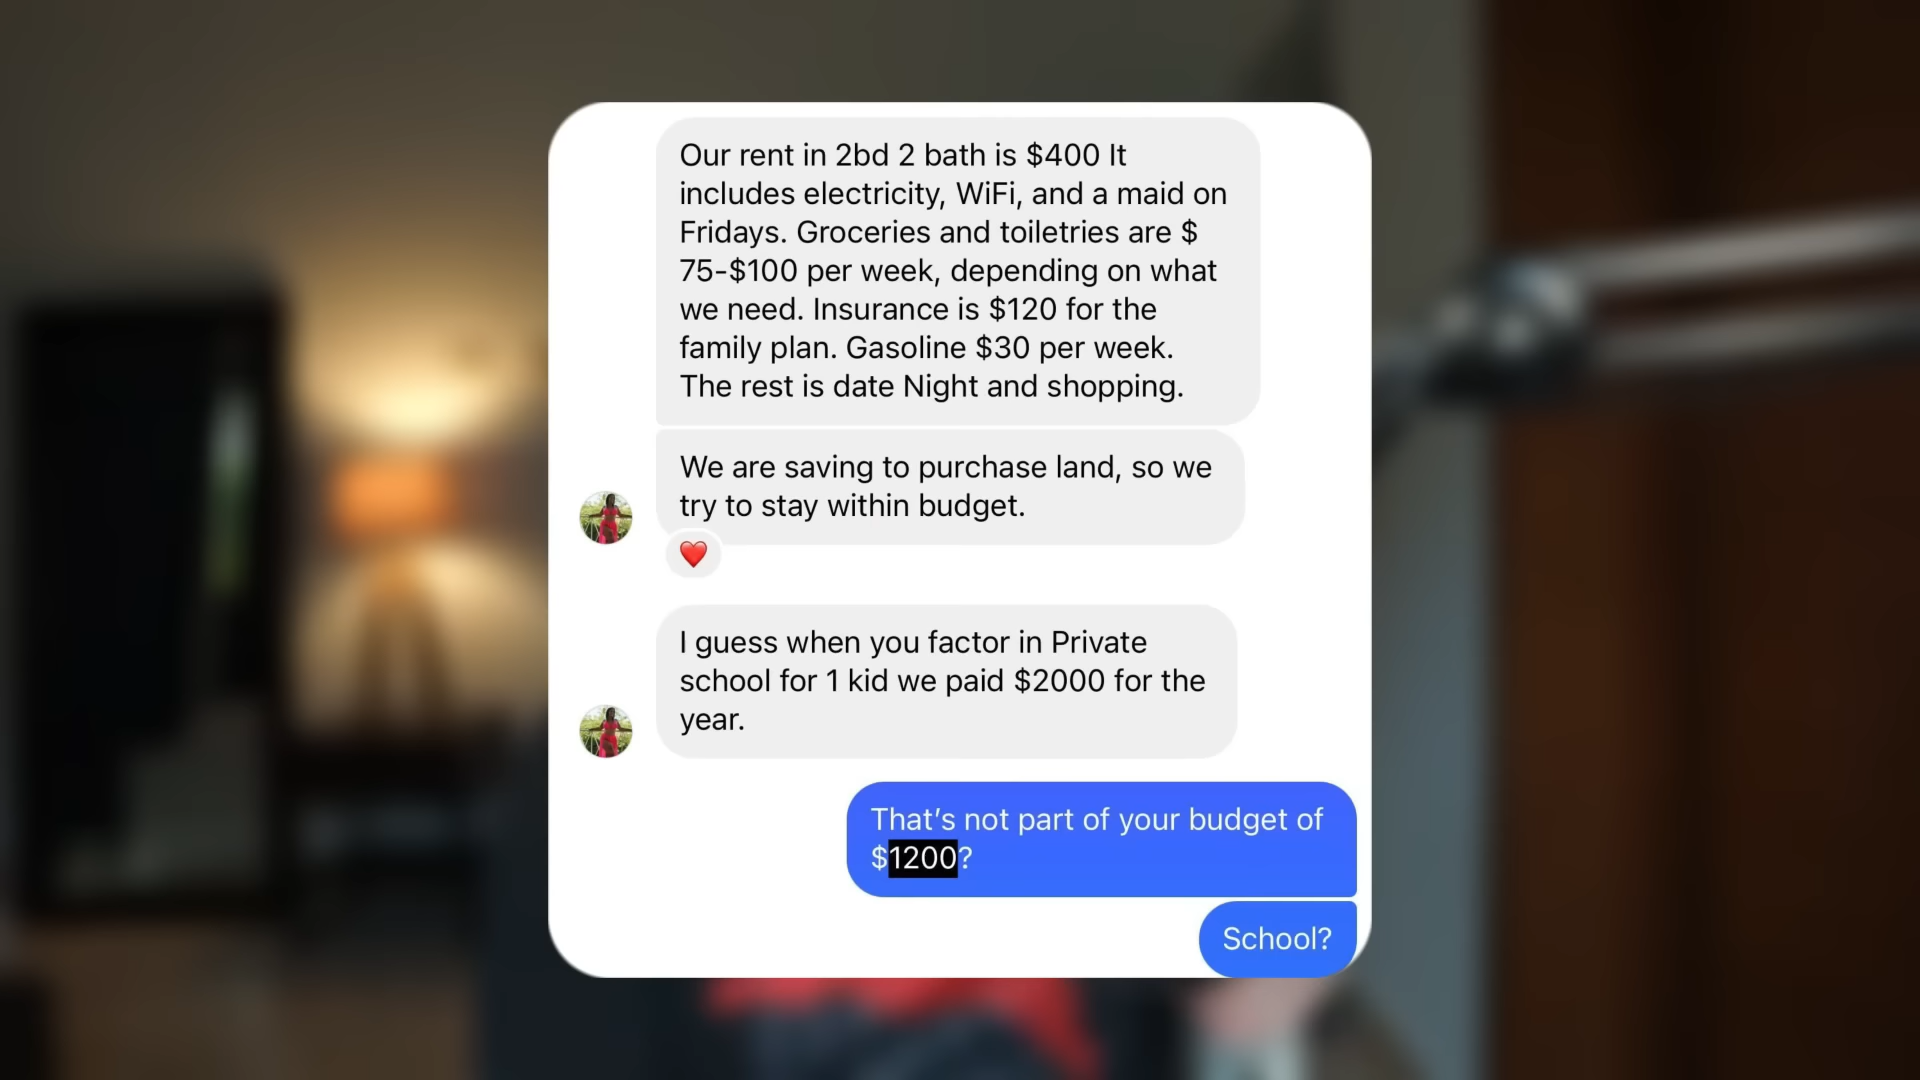 Our rent in 2bd 2 bath is $400 It
includes electricity, WiFi, and a maid on
Fridays. Groceries and toiletries are $
75-$100 per week, depending on what
we need. Insurance is $120 for the
family plan. Gasoline $30 per week.
The rest is date Night and shopping.
We are saving to purchase land, so we
try to stay within budget.
I guess when you factor in Private
school for 1 kid we paid $2000 for the
year.
That’s not part of your budget of
$1200?
School?